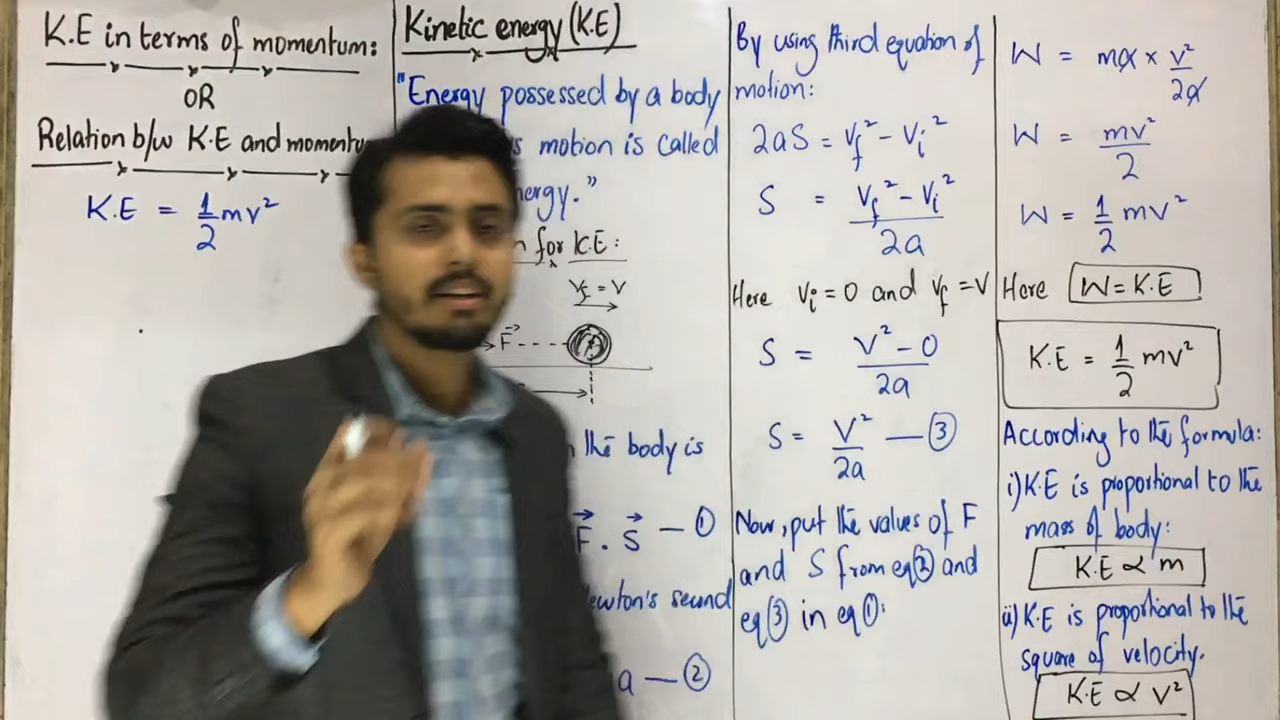 K.E in terms of momentum:
OR
Relation b/w K.E and
K.E = 1/2 mv²
Kinetic energy (K.E)
"Energy possessed by a body
motion is called
."
for K.E:
Vf = V
F
the body is
F . S — ①
second
a — ②
By using third equation of
motion:
2aS = Vf² - Vi²
S = Vf² - Vi² / 2a
Here Vi = 0 and Vf = V
S = V² - 0 / 2a
S = V² / 2a — ③
Now, put the values of F
and S from eq② and
eq③ in eq①:
W = ma × V² / 2a
W = mv² / 2
W = 1/2 mv²
Here W = K.E
K.E = 1/2 mv²
According to the formula:
i) K.E is proportional to the
mass of body:
K.E ∝ m
ii) K.E is proportional to the
square of velocity.
K.E ∝ V²